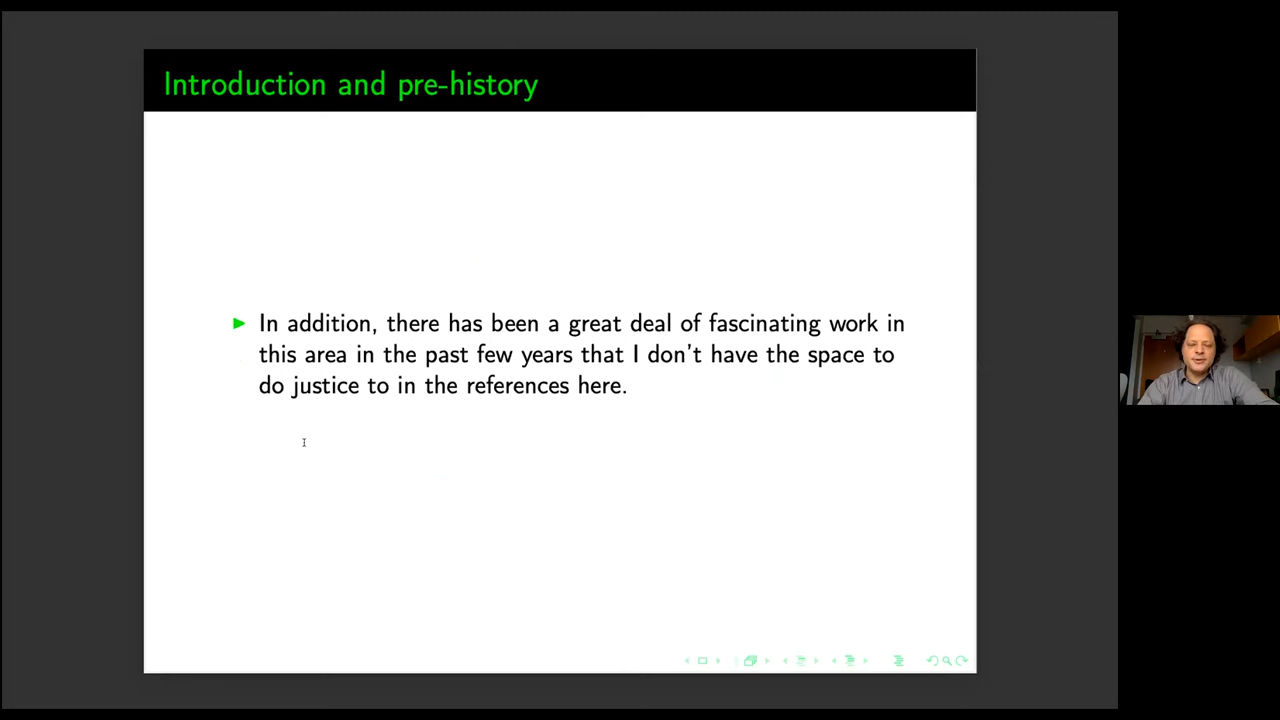 Introduction and pre-history
In addition, there has been a great deal of fascinating work in
this area in the past few years that I don't have the space to
do justice to in the references here.